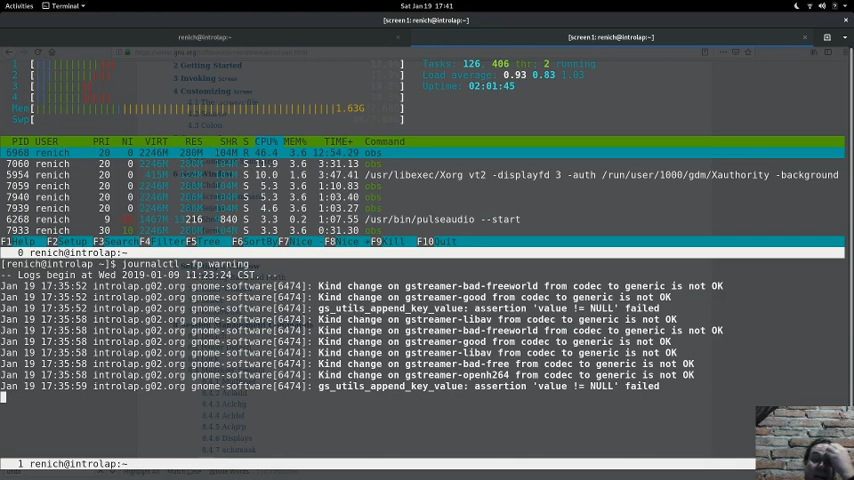 Activities
Terminal
Sat Jan 19 17:41
[screen 1: renich@introlap:~]
renich@introlap:~
[screen 1: renich@introlap:~]
2 Getting Started
3 Invoking Screen
4 Customizing Screen
1 [
2 [
3 [
4 [
Mem[ 1.63G
Swp[
Tasks: 126, 406 thr; 2 running
Load average: 0.93 0.83 1.03
Uptime: 02:01:45
PID USER PRI NI VIRT RES SHR S CPU% MEM% TIME+ Command
6968 renich 20 0 2246M 280M 104M R 46.4 3.6 12:54.29 obs
7060 renich 20 0 2246M 280M 104M S 11.9 3.6 3:31.13 obs
5954 renich 20 0 415M 104M S 10.0 1.6 3:47.41 /usr/libexec/Xorg vt2 -displayfd 3 -auth /run/user/1000/gdm/Xauthority -background
7059 renich 20 0 2246M 280M 104M S 5.3 3.6 1:10.83 obs
7940 renich 20 0 2246M 280M 104M S 5.3 3.6 1:04.39 obs
7939 renich 20 0 2246M 280M 104M S 4.6 3.6 1:03.27 obs
6268 renich 9 1467M 13216 9840 S 3.3 0.2 1:07.55 /usr/bin/pulseaudio --start
7933 renich 30 10 2246M 280M 104M S 3.3 3.6 0:31.30 obs
F1Help F2Setup F3Search F4Filter F5Tree F6SortBy F7Nice -F8Nice +F9Kill F10Quit
0 renich@introlap:~
[renich@introlap ~]$ journalctl -fp warning
-- Logs begin at Wed 2019-01-09 11:23:24 CST. --
Jan 19 17:35:52 introlap.g02.org gnome-software[6474]: Kind change on gstreamer-bad-freeworld from codec to generic is not OK
Jan 19 17:35:52 introlap.g02.org gnome-software[6474]: Kind change on gstreamer-good from codec to generic is not OK
Jan 19 17:35:52 introlap.g02.org gnome-software[6474]: gs_utils_append_key_value: assertion 'value != NULL' failed
Jan 19 17:35:58 introlap.g02.org gnome-software[6474]: Kind change on gstreamer-libav from codec to generic is not OK
Jan 19 17:35:58 introlap.g02.org gnome-software[6474]: Kind change on gstreamer-bad-freeworld from codec to generic is not OK
Jan 19 17:35:58 introlap.g02.org gnome-software[6474]: Kind change on gstreamer-good from codec to generic is not OK
Jan 19 17:35:58 introlap.g02.org gnome-software[6474]: Kind change on gstreamer-libav from codec to generic is not OK
Jan 19 17:35:58 introlap.g02.org gnome-software[6474]: Kind change on gstreamer-bad-free from codec to generic is not OK
Jan 19 17:35:58 introlap.g02.org gnome-software[6474]: Kind change on gstreamer-openh264 from codec to generic is not OK
Jan 19 17:35:59 introlap.g02.org gnome-software[6474]: gs_utils_append_key_value: assertion 'value != NULL' failed
1 renich@introlap:~